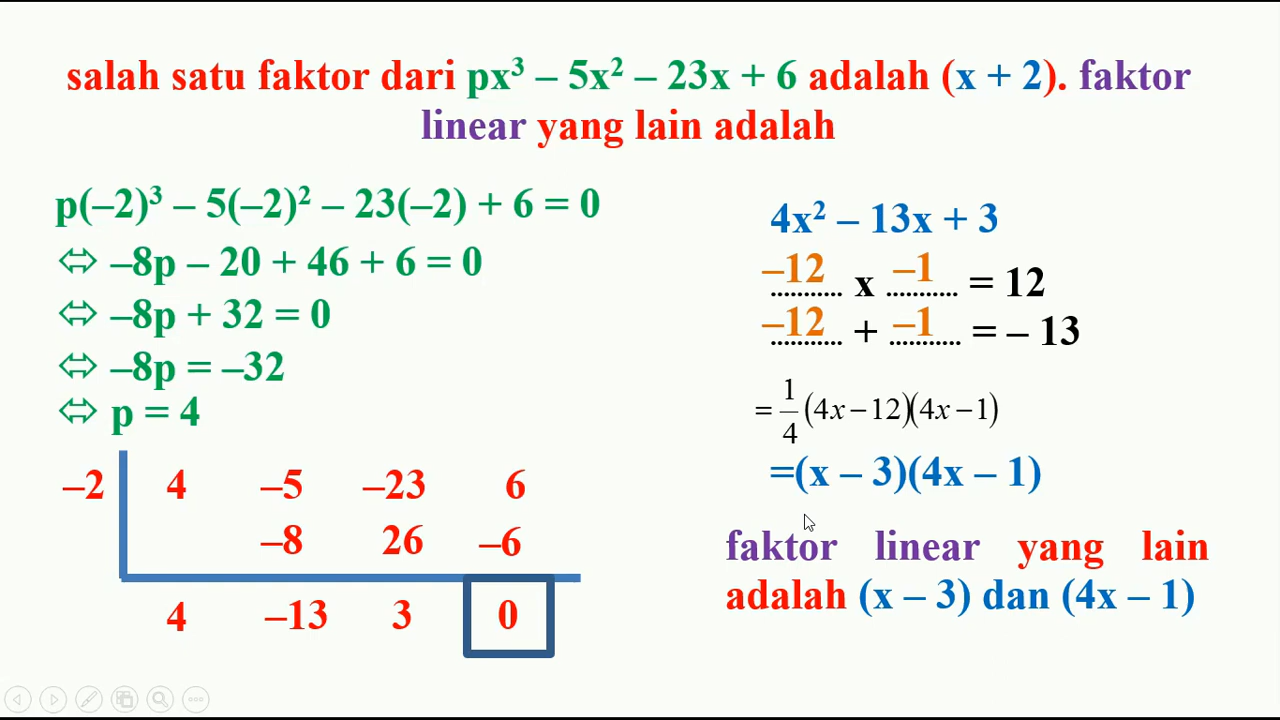 salah satu faktor dari px³ – 5x² – 23x + 6 adalah (x + 2). faktor
linear yang lain adalah
p(–2)³ – 5(–2)² – 23(–2) + 6 = 0
⇔ –8p – 20 + 46 + 6 = 0
⇔ –8p + 32 = 0
⇔ –8p = –32
⇔ p = 4
–2 4 –5 –23 6
–8 26 –6
4 –13 3 0
4x² – 13x + 3
–12 x –1 = 12
–12 + –1 = – 13
= 1/4 (4x – 12)(4x – 1)
=(x – 3)(4x – 1)
faktor linear yang lain
adalah (x – 3) dan (4x – 1)